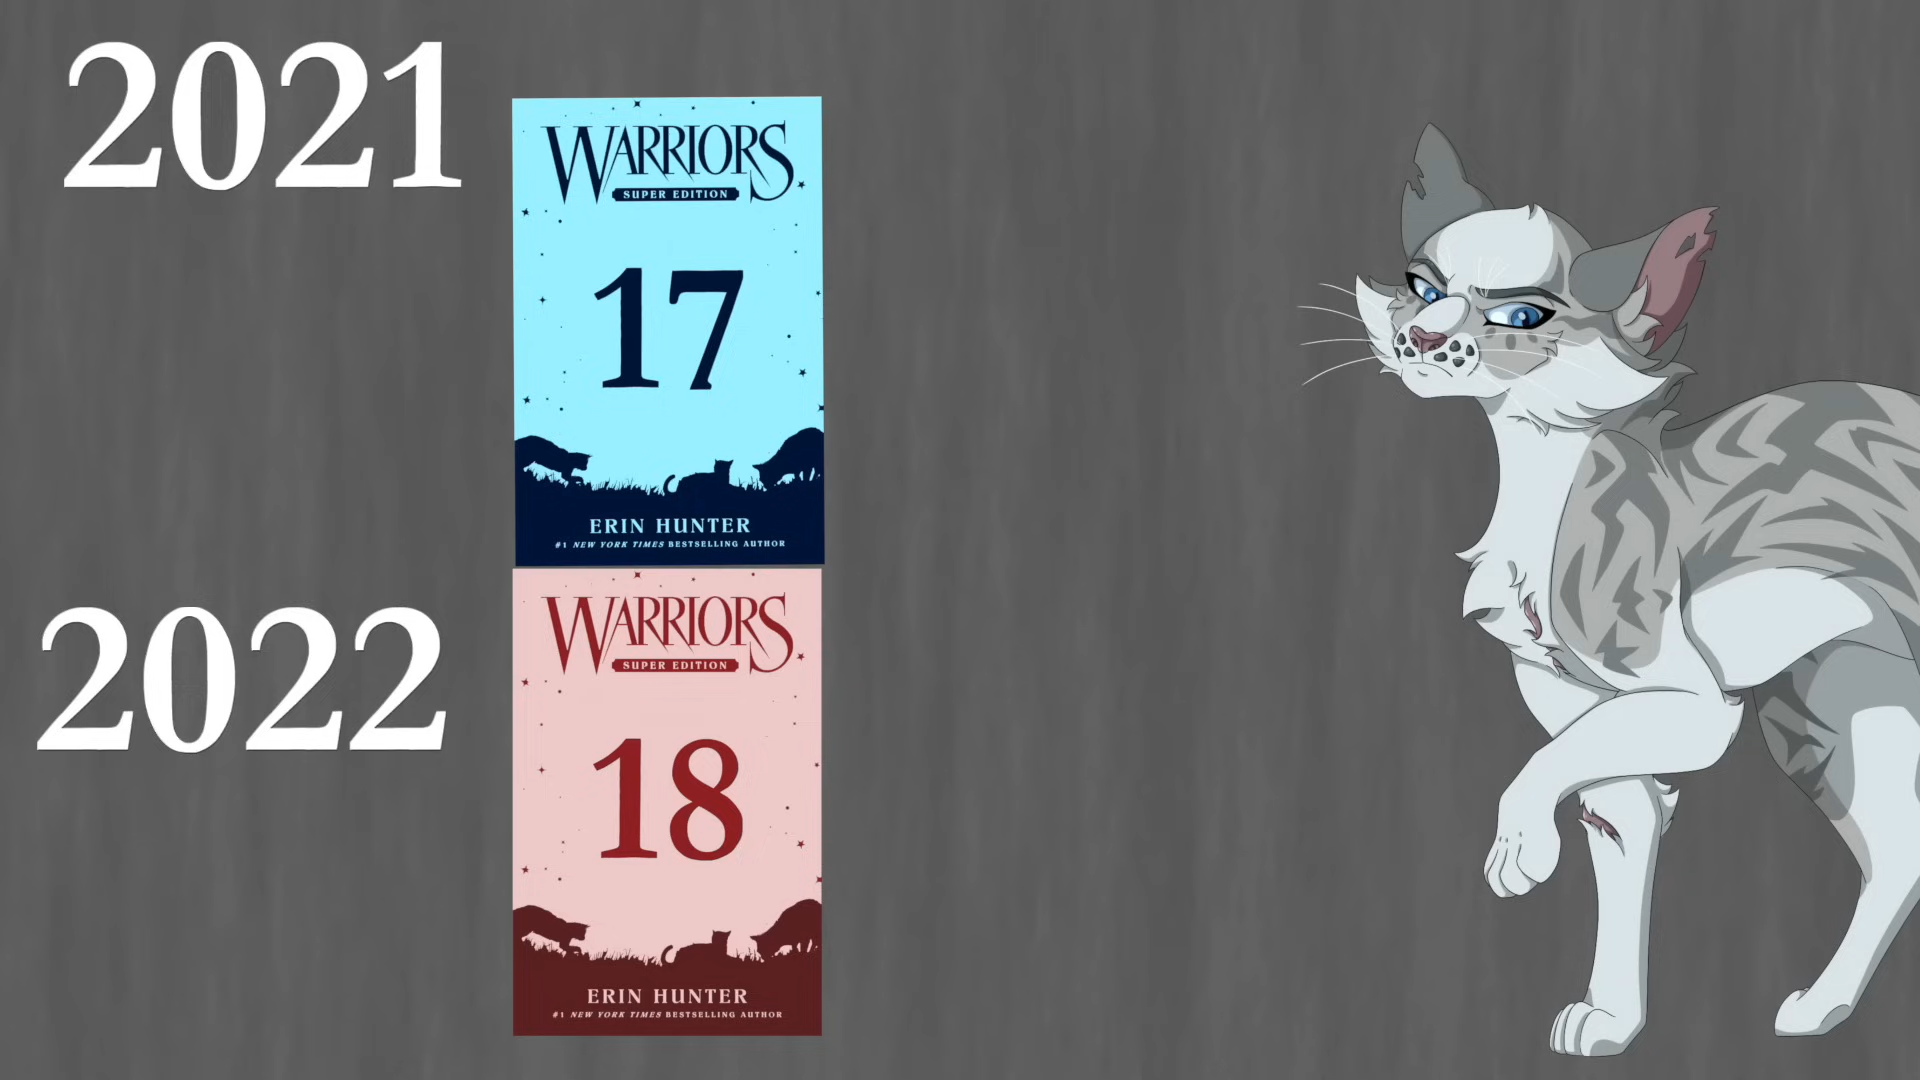 2021
WARRIORS
SUPER EDITION
17
ERIN HUNTER
#1 NEW YORK TIMES BESTSELLING AUTHOR
2022
WARRIORS
SUPER EDITION
18
ERIN HUNTER
#1 NEW YORK TIMES BESTSELLING AUTHOR